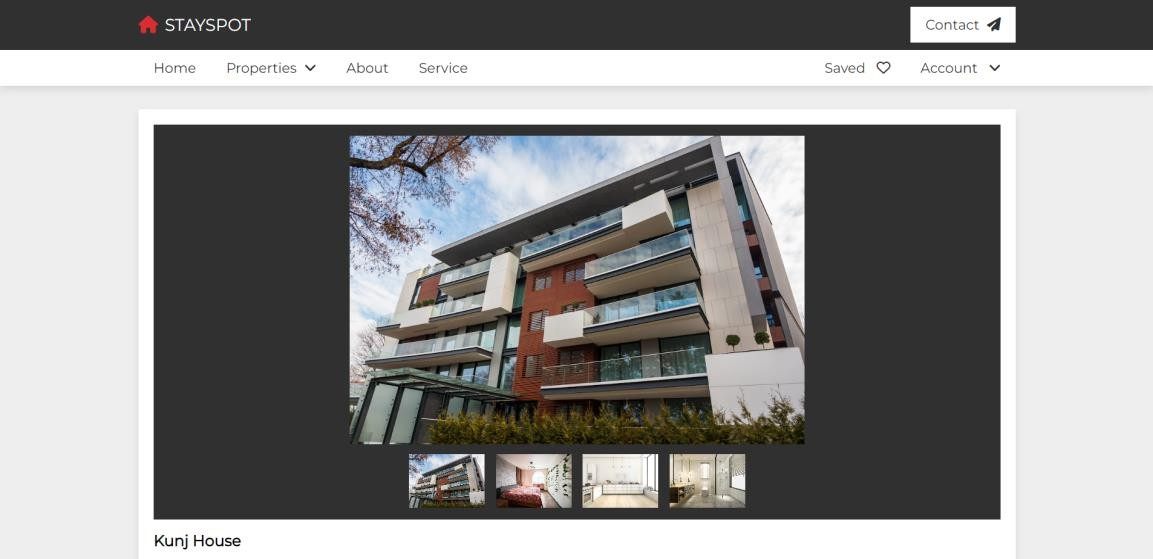 STAYSPOT
Contact
Home Properties About Service Saved Account
Kunj House